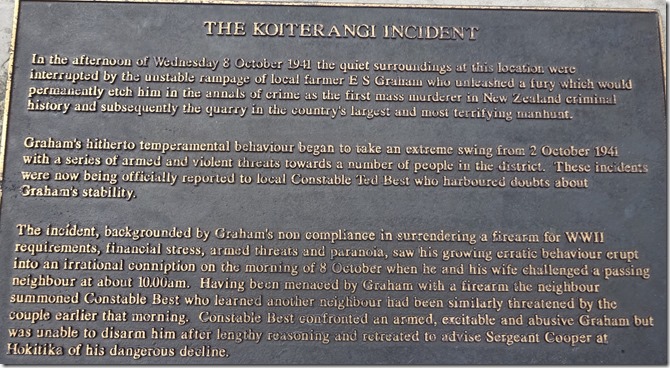 THE KOITERANGI INCIDENT
In the afternoon of Wednesday 8 October 1941 the quiet surroundings at this location were
interrupted by the unstable rampage of local farmer E S Graham who unleashed a fury which would
permanently etch him in the annals of crime as the first mass murderer in New Zealand criminal
history and subsequently the quarry in the country's largest and most terrifying manhunt.
Graham's hitherto temperamental behaviour began to take an extreme swing from 2 October 1941
with a series of armed and violent threats towards a number of people in the district. These incidents
were now being officially reported to local Constable Ted Best who harboured doubts about
Graham's stability.
The incident, backgrounded by Graham's non compliance in surrendering a firearm for WWII
requirements, financial stress, armed threats and paranoia, saw his growing erratic behaviour erupt
into an irrational conniption on the morning of 8 October when he and his wife challenged a passing
neighbour at about 10.00am. Having been menaced by Graham with a firearm the neighbour
summoned Constable Best who learned another neighbour had been similarly threatened by the
couple earlier that morning. Constable Best confronted an armed, excitable and abusive Graham but
was unable to disarm him after lengthy reasoning and retreated to advise Sergeant Cooper at
Hokitika of his dangerous decline.